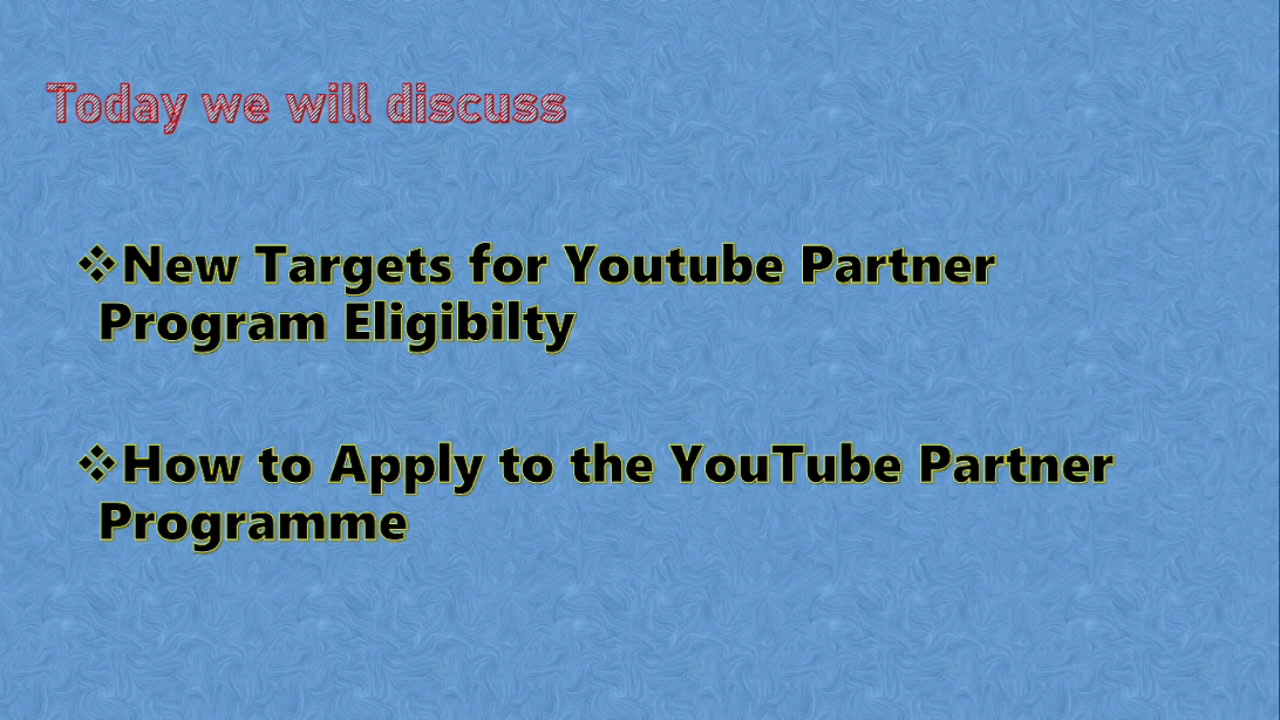 Today we will discuss
❖New Targets for Youtube Partner
Program Eligibilty
❖How to Apply to the YouTube Partner
Programme